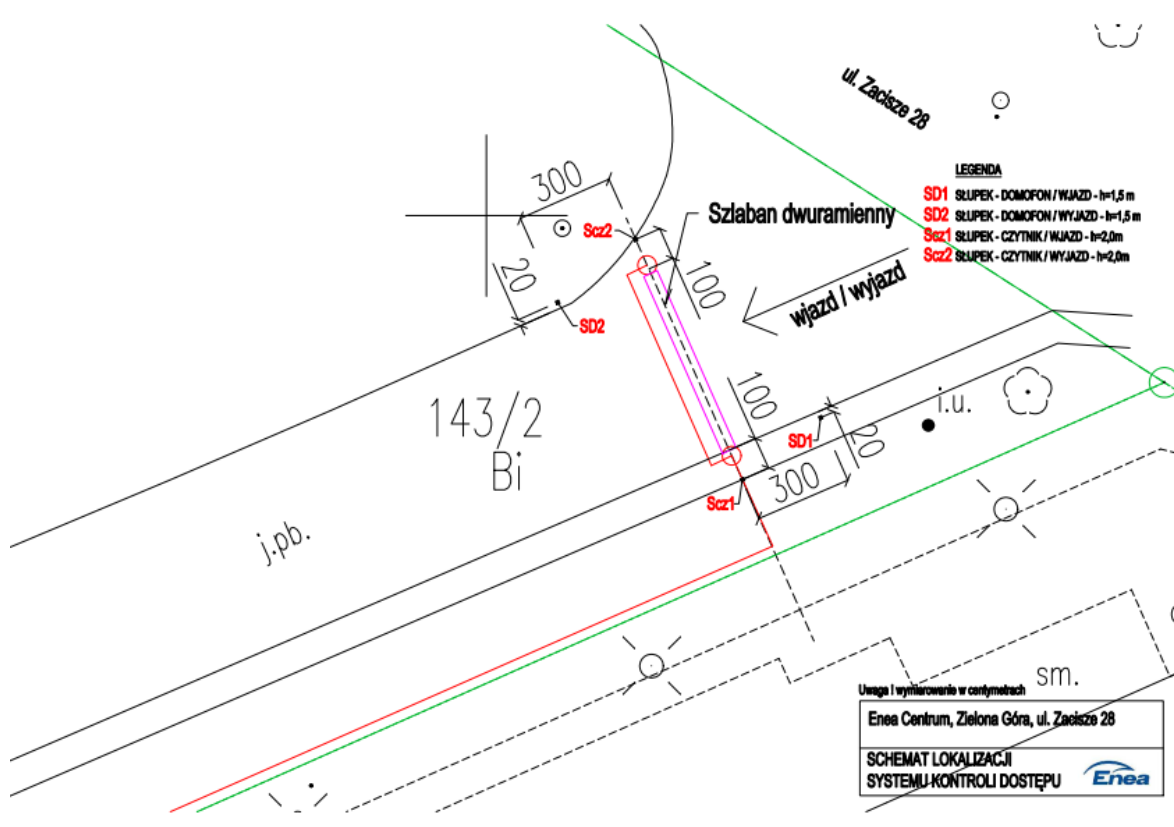 ul. Zacisze 28
LEGENDA
SD1 SŁUPEK - DOMOFON / WJAZD - h=1,5 m
SD2 SŁUPEK - DOMOFON / WYJAZD - h=1,5 m
Scz1 SŁUPEK - CZYTNIK / WJAZD - h=2,0m
Scz2 SŁUPEK - CZYTNIK / WYJAZD - h=2,0m
300
Szlaban dwuramienny
Scz2
100
20
wjazd / wyjazd
SD2
143/2
Bi
100
i.u.
SD1
20
300
Scz1
j.pb.
sm.
Uwaga ! wymiarowanie w centymetrach
Enea Centrum, Zielona Góra, ul. Zacisze 28
SCHEMAT LOKALIZACJI
SYSTEMU KONTROLI DOSTĘPU
Enea